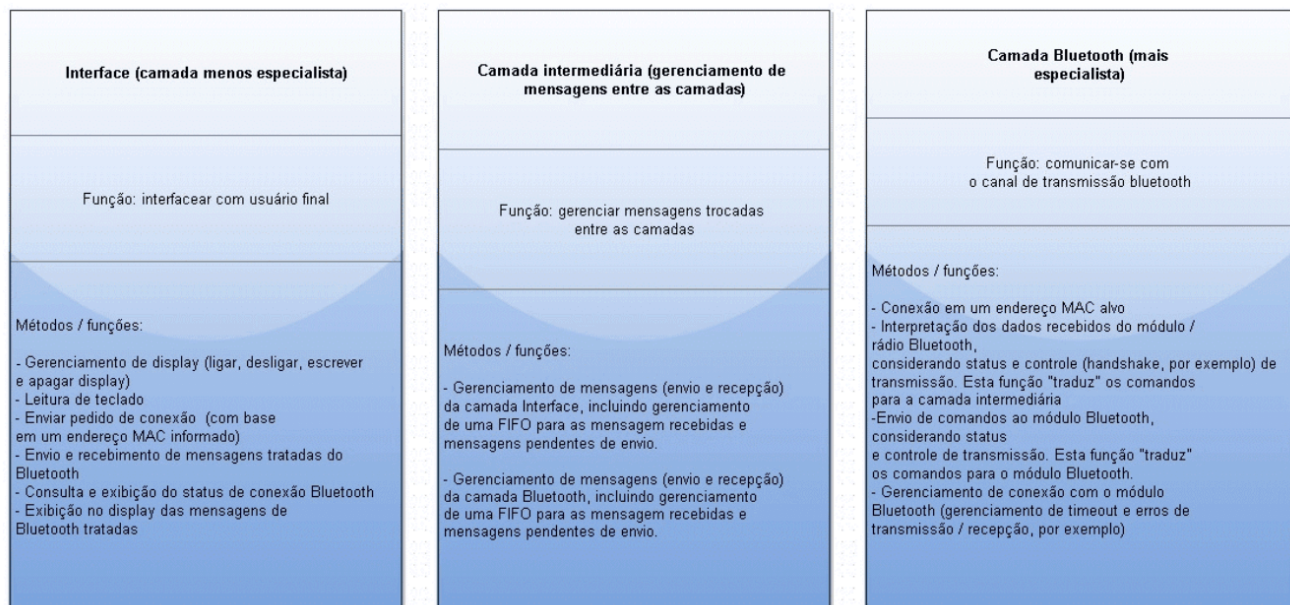 Interface (camada menos especialista)
Função: interfacear com usuário final
Métodos / funções:
- Gerenciamento de display (ligar, desligar, escrever
e apagar display)
- Leitura de teclado
- Enviar pedido de conexão (com base
em um endereço MAC informado)
- Envio e recebimento de mensagens tratadas do
Bluetooth
- Consulta e exibição do status de conexão Bluetooth
- Exibição no display das mensagens de
Bluetooth tratadas
Camada intermediária (gerenciamento de
mensagens entre as camadas)
Função: gerenciar mensagens trocadas
entre as camadas
Métodos / funções:
- Gerenciamento de mensagens (envio e recepção)
da camada Interface, incluindo gerenciamento
de uma FIFO para as mensagem recebidas e
mensagens pendentes de envio.
- Gerenciamento de mensagens (envio e recepção)
da camada Bluetooth, incluindo gerenciamento
de uma FIFO para as mensagem recebidas e
mensagens pendentes de envio.
Camada Bluetooth (mais
especialista)
Função: comunicar-se com
o canal de transmissão bluetooth
Métodos / funções:
- Conexão em um endereço MAC alvo
- Interpretação dos dados recebidos do módulo /
rádio Bluetooth,
considerando status e controle (handshake, por exemplo) de
transmissão. Esta função "traduz" os comandos
para a camada intermediária
-Envio de comandos ao módulo Bluetooth,
considerando status
e controle de transmissão. Esta função "traduz"
os comandos para o módulo Bluetooth.
- Gerenciamento de conexão com o módulo
Bluetooth (gerenciamento de timeout e erros de
transmissão / recepção, por exemplo)